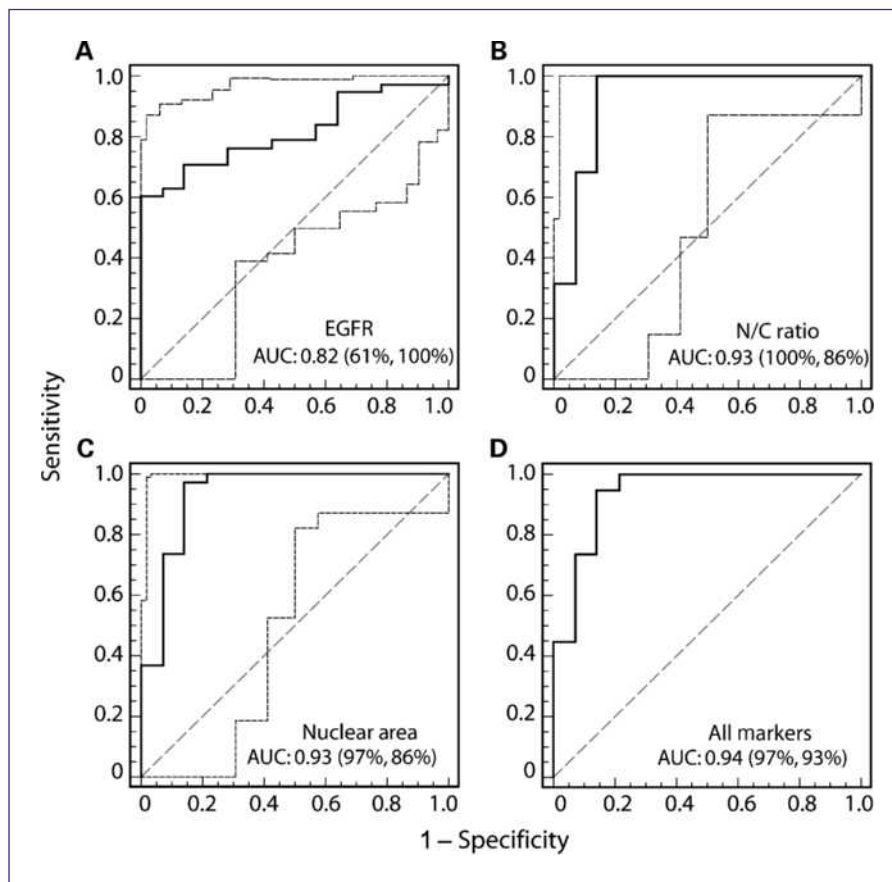 A
B
1.0
0.8
0.6
0.4
0.2
0
EGFR
AUC: 0.82 (61%, 100%)
0 0.2 0.4 0.6 0.8 1.0
1.0
0.8
0.6
0.4
0.2
0
N/C ratio
AUC: 0.93 (100%, 86%)
0 0.2 0.4 0.6 0.8 1.0
Sensitivity
C
D
1.0
0.8
0.6
0.4
0.2
0
Nuclear area
AUC: 0.93 (97%, 86%)
0 0.2 0.4 0.6 0.8 1.0
1.0
0.8
0.6
0.4
0.2
0
All markers
AUC: 0.94 (97%, 93%)
0 0.2 0.4 0.6 0.8 1.0
1 – Specificity